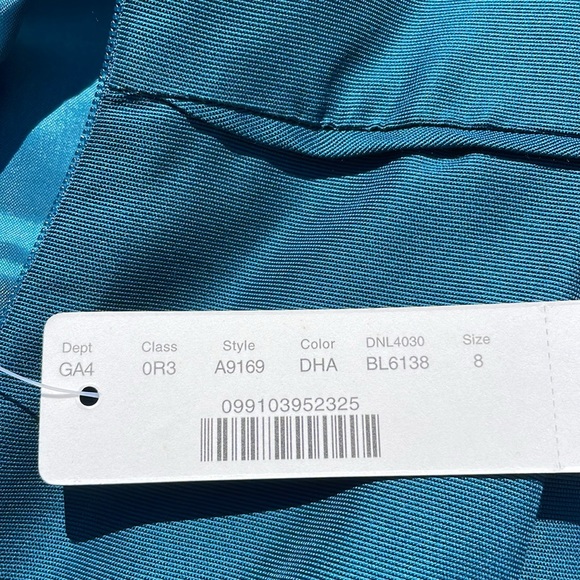 Dept Class Style Color DNL4030 Size
GA4 0R3 A9169 DHA BL6138 8
099103952325